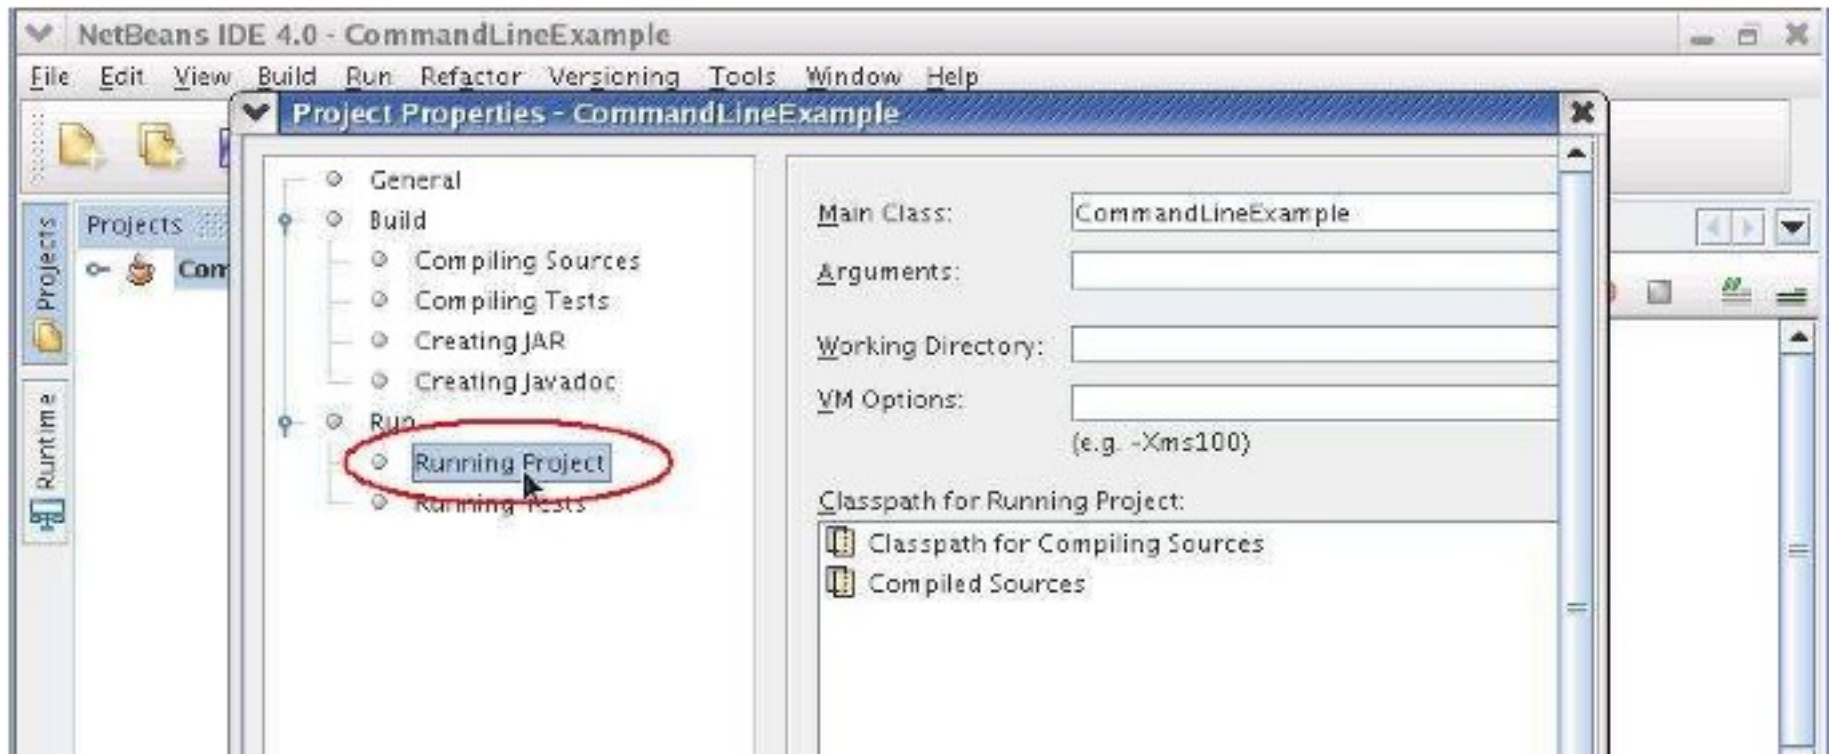 NetBeans IDE 4.0 - CommandLineExample
File Edit View Build Run Refactor Versioning Tools Window Help
Project Properties - CommandLineExample
Projects
Runtime
Projects
Com
General
Build
Compiling Sources
Compiling Tests
Creating JAR
Creating Javadoc
Run
Running Project
Running Tests
Main Class: CommandLineExample
Arguments:
Working Directory:
VM Options:
(e.g. -Xms100)
Classpath for Running Project:
Classpath for Compiling Sources
Compiled Sources